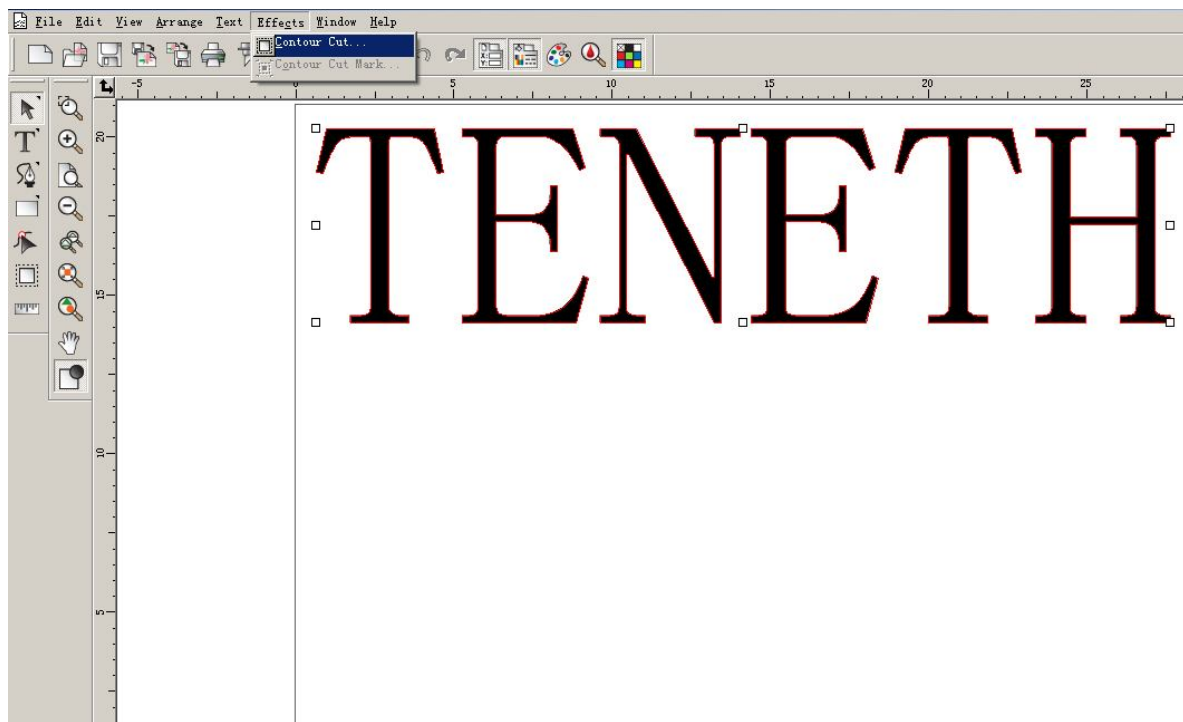 File Edit View Arrange Text Effects Window Help
Contour Cut...
Contour Cut Mark...
-5 0 5 10 15 20 25
20
15
10
5
TENETH